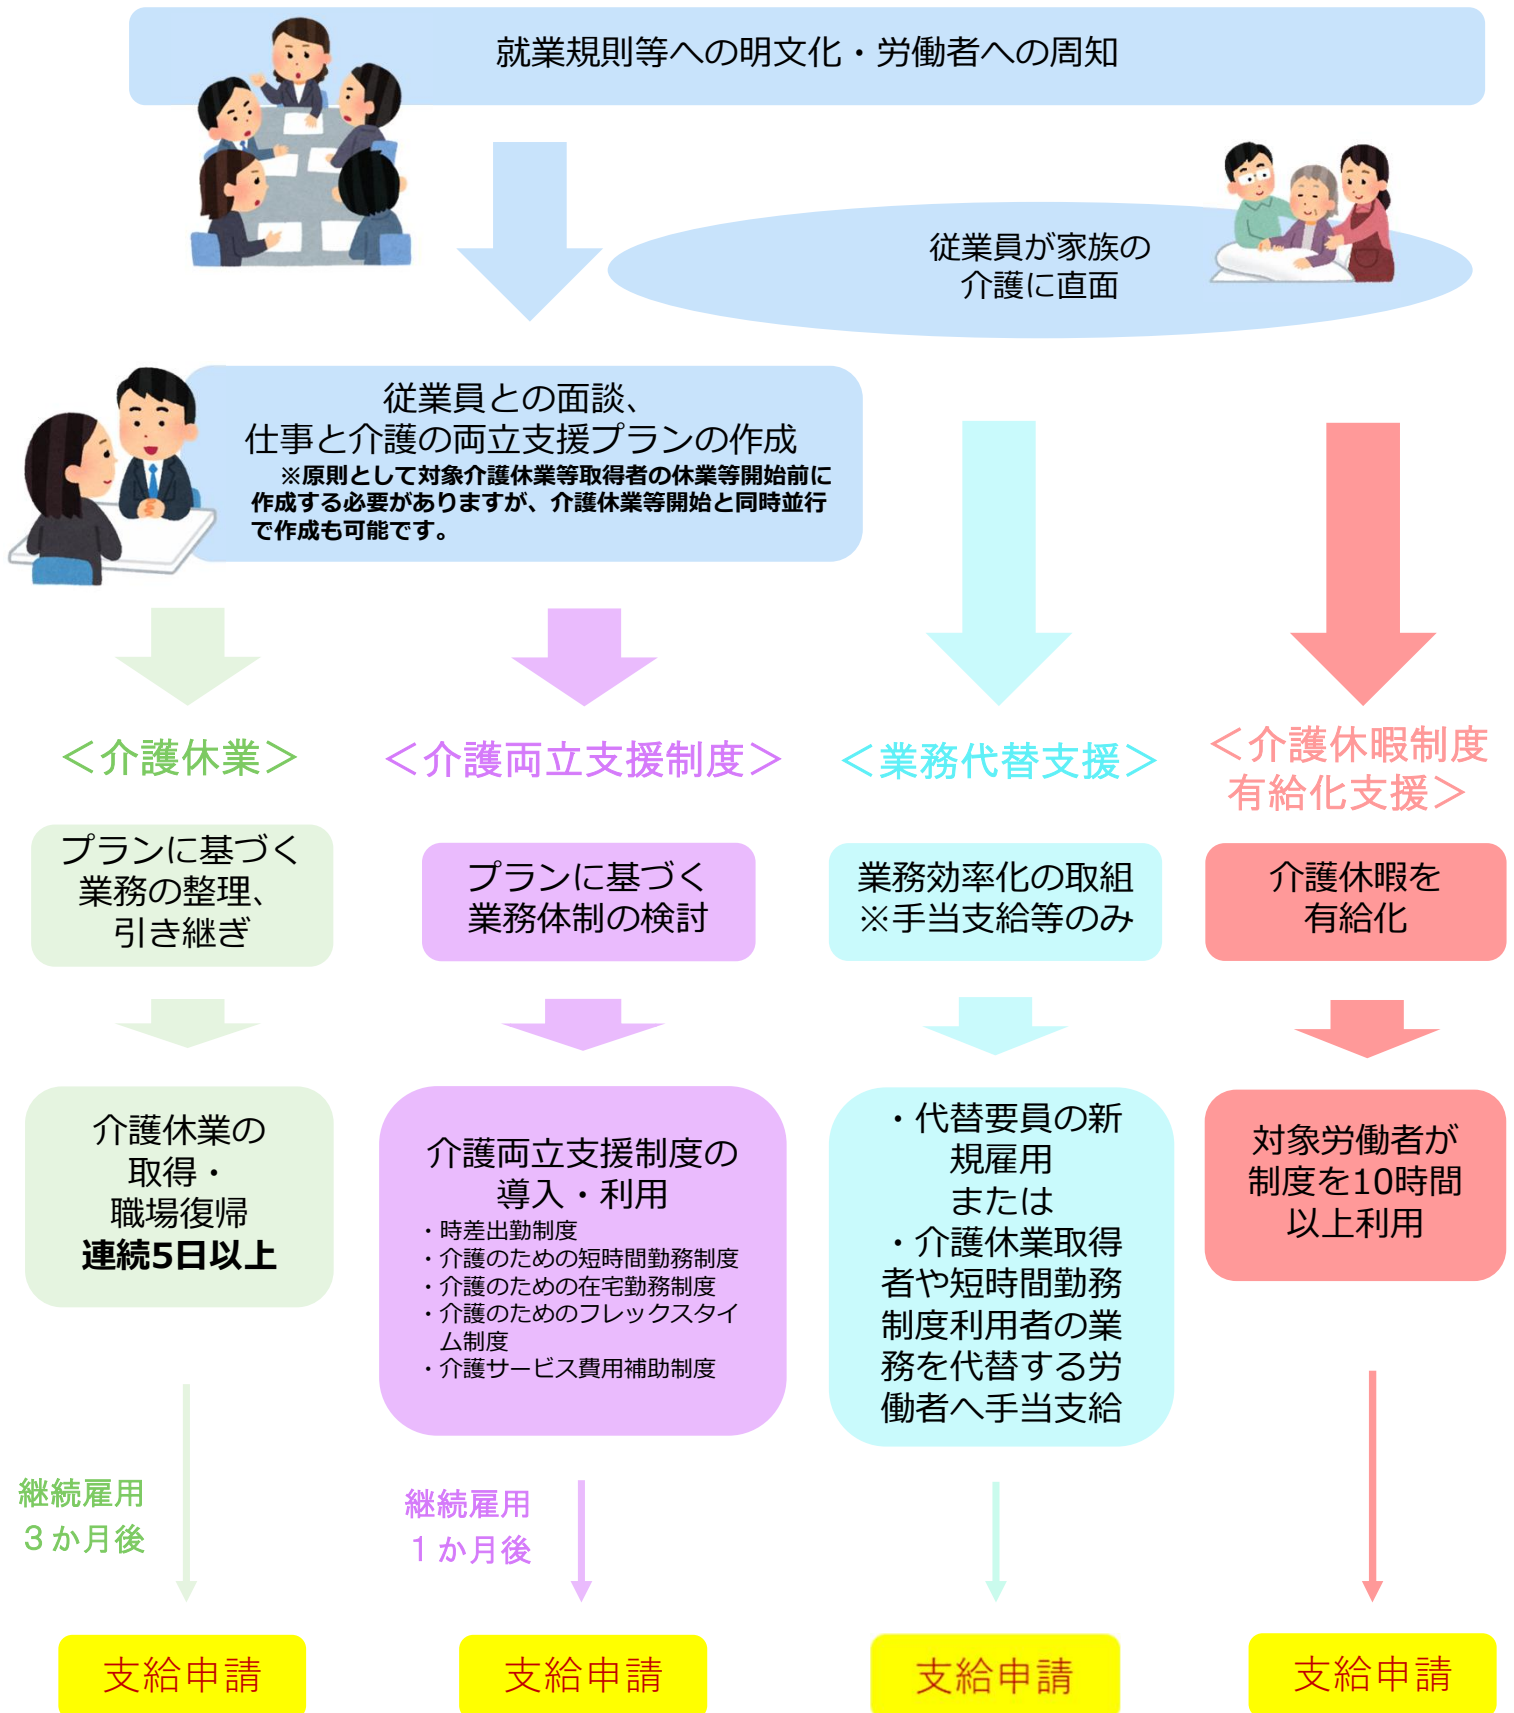 就業規則等への明文化・労働者への周知
従業員が家族の
介護に直面
従業員との面談、
仕事と介護の両立支援プランの作成
※原則として対象介護休業等取得者の休業等開始前に
作成する必要がありますが、介護休業等開始と同時並行
で作成も可能です。
＜介護休業＞
プランに基づく
業務の整理、
引き継ぎ
介護休業の
取得・
職場復帰
連続5日以上
継続雇用
３か月後
支給申請
＜介護両立支援制度＞
プランに基づく
業務体制の検討
介護両立支援制度の
導入・利用
・時差出勤制度
・介護のための短時間勤務制度
・介護のための在宅勤務制度
・介護のためのフレックスタイ
ム制度
・介護サービス費用補助制度
継続雇用
１か月後
支給申請
＜業務代替支援＞
業務効率化の取組
※手当支給等のみ
・代替要員の新
規雇用
または
・介護休業取得
者や短時間勤務
制度利用者の業
務を代替する労
働者へ手当支給
支給申請
＜介護休暇制度
有給化支援＞
介護休暇を
有給化
対象労働者が
制度を10時間
以上利用
支給申請